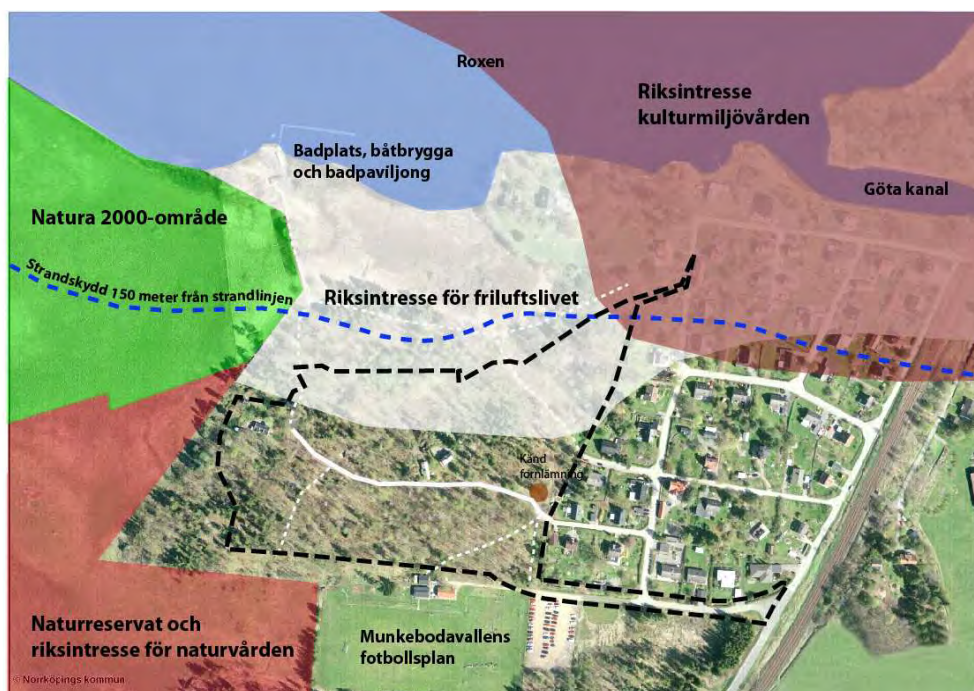 Roxen
Riksintresse
kulturmiljövården
Badplats, båtbrygga
och badpaviljong
Göta kanal
Natura 2000-område
Strandskydd 150 meter från strandlinjen
Riksintresse för friluftslivet
Känd
fornlämning
Naturreservat och
riksintresse för naturvården
Munkebodavallens
fotbollsplan
© Norrköpings kommun